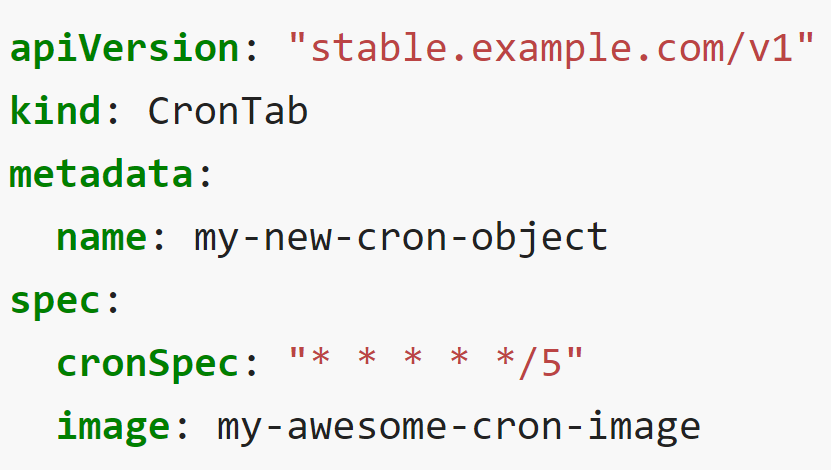 apiVersion: "stable.example.com/v1"
kind: CronTab
metadata:
  name: my-new-cron-object
spec:
  cronSpec: "* * * * */5"
  image: my-awesome-cron-image